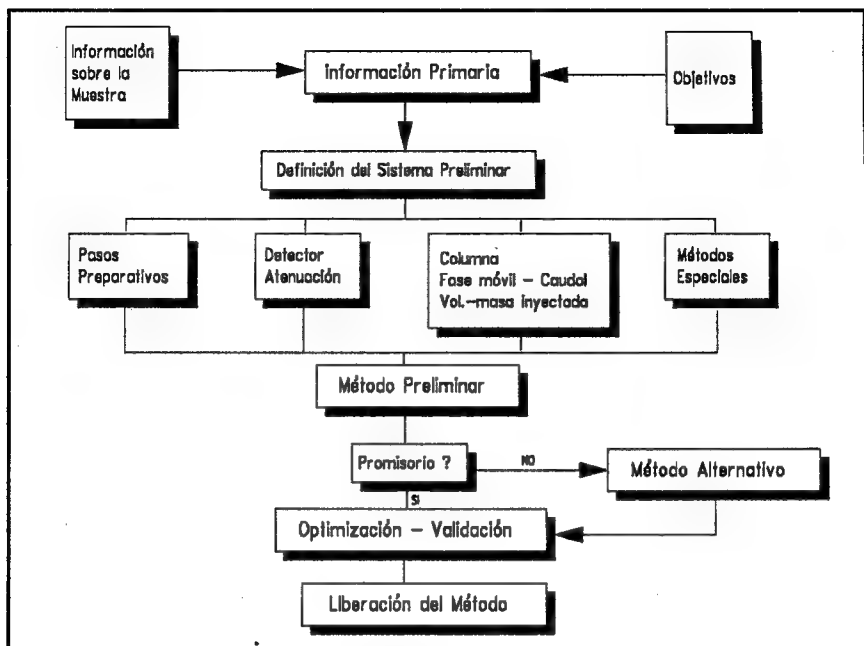 Información
sobre la
Muestra
Información Primaria
Objetivos
Definición del Sistema Preliminar
Pasos
Preparativos
Detector
Atenuación
Columna
Fase móvil – Caudal
Vol.–masa inyectada
Métodos
Especiales
Método Preliminar
Promisorio ?
NO
Método Alternativo
SI
Optimización – Validación
Liberación del Método